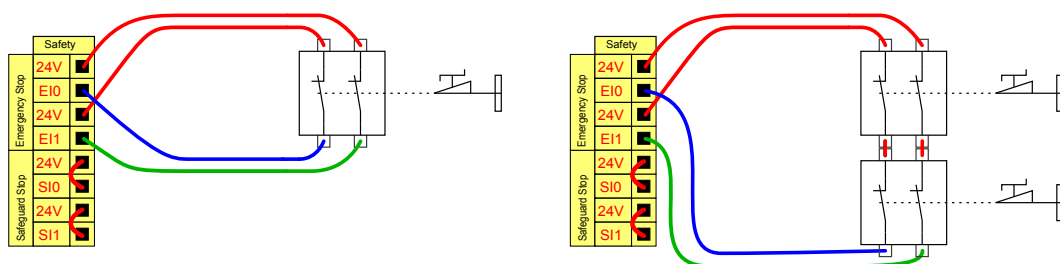 Safety
Emergency Stop
24V
EI0
24V
EI1
Safeguard Stop
24V
SI0
24V
SI1
Safety
Emergency Stop
24V
EI0
24V
EI1
Safeguard Stop
24V
SI0
24V
SI1